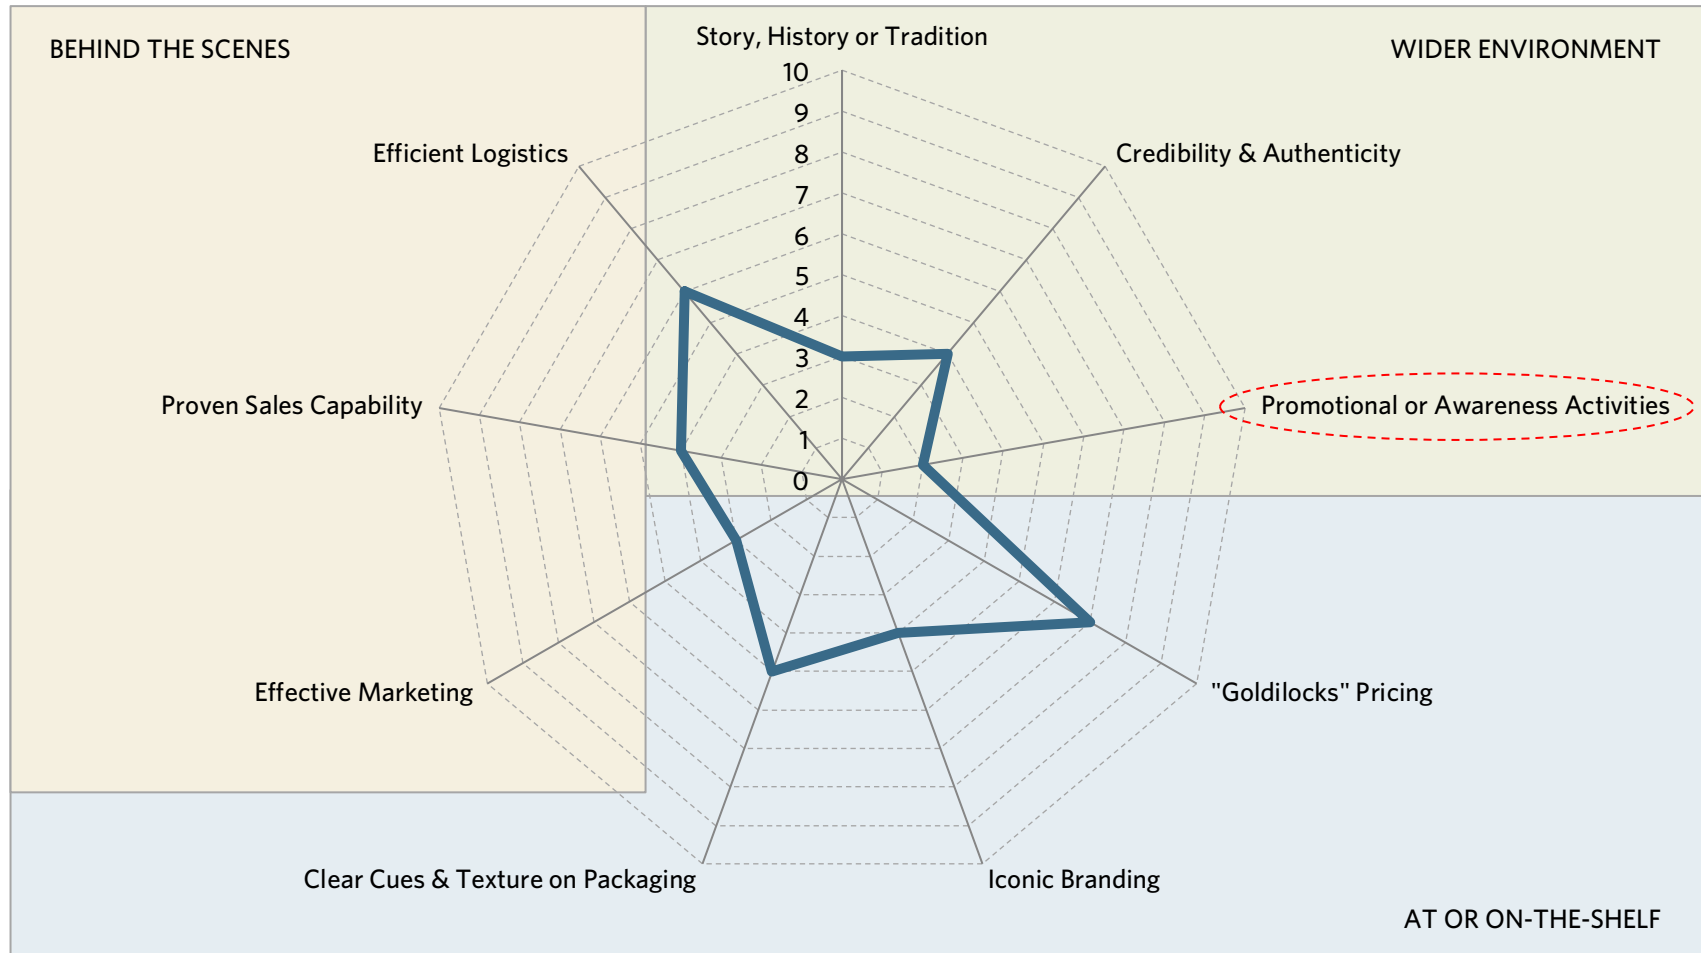 BEHIND THE SCENES
Story, History or Tradition
WIDER ENVIRONMENT
10
9
8
7
6
5
4
3
2
1
0
Efficient Logistics
Credibility & Authenticity
Proven Sales Capability
Promotional or Awareness Activities
Effective Marketing
"Goldilocks" Pricing
Clear Cues & Texture on Packaging
Iconic Branding
AT OR ON-THE-SHELF